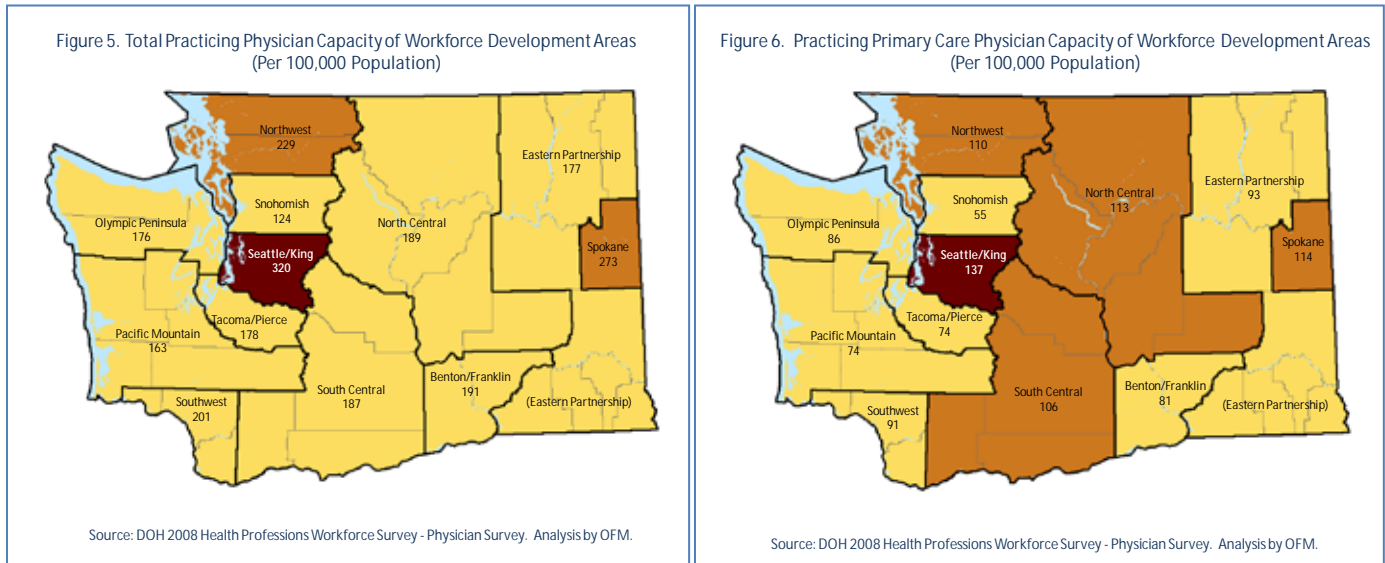 Figure 5. Total Practicing Physician Capacity of Workforce Development Areas
(Per 100,000 Population)
Northwest
229
Eastern Partnership
177
Snohomish
124
Olympic Peninsula
176
North Central
189
Seattle/King
320
Spokane
273
Tacoma/Pierce
178
Pacific Mountain
163
South Central
187
Benton/Franklin
191
Southwest
201
(Eastern Partnership)
Source: DOH 2008 Health Professions Workforce Survey - Physician Survey. Analysis by OFM.
Figure 6. Practicing Primary Care Physician Capacity of Workforce Development Areas
(Per 100,000 Population)
Northwest
110
North Central
113
Eastern Partnership
93
Snohomish
55
Olympic Peninsula
86
Seattle/King
137
Spokane
114
Tacoma/Pierce
74
Pacific Mountain
74
South Central
106
Benton/Franklin
81
Southwest
91
(Eastern Partnership)
Source: DOH 2008 Health Professions Workforce Survey - Physician Survey. Analysis by OFM.